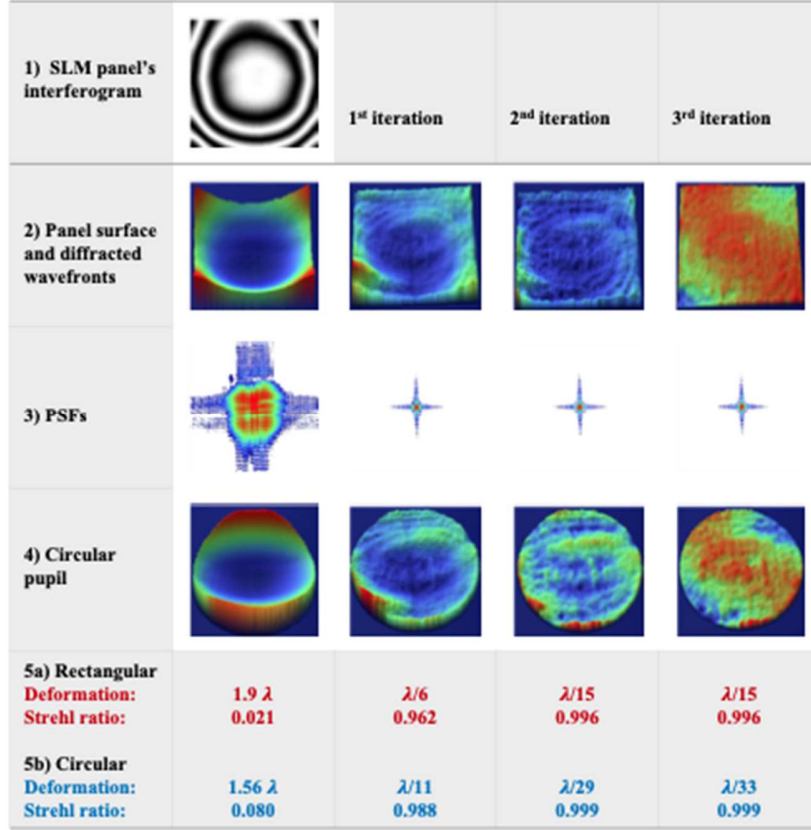 1) SLM panel's
interferogram
1st iteration
2nd iteration
3rd iteration
2) Panel surface
and diffracted
wavefronts
3) PSFs
4) Circular
pupil
5a) Rectangular
Deformation: 1.9 λ λ/6 λ/15 λ/15
Strehl ratio: 0.021 0.962 0.996 0.996
5b) Circular
Deformation: 1.56 λ λ/11 λ/29 λ/33
Strehl ratio: 0.080 0.988 0.999 0.999